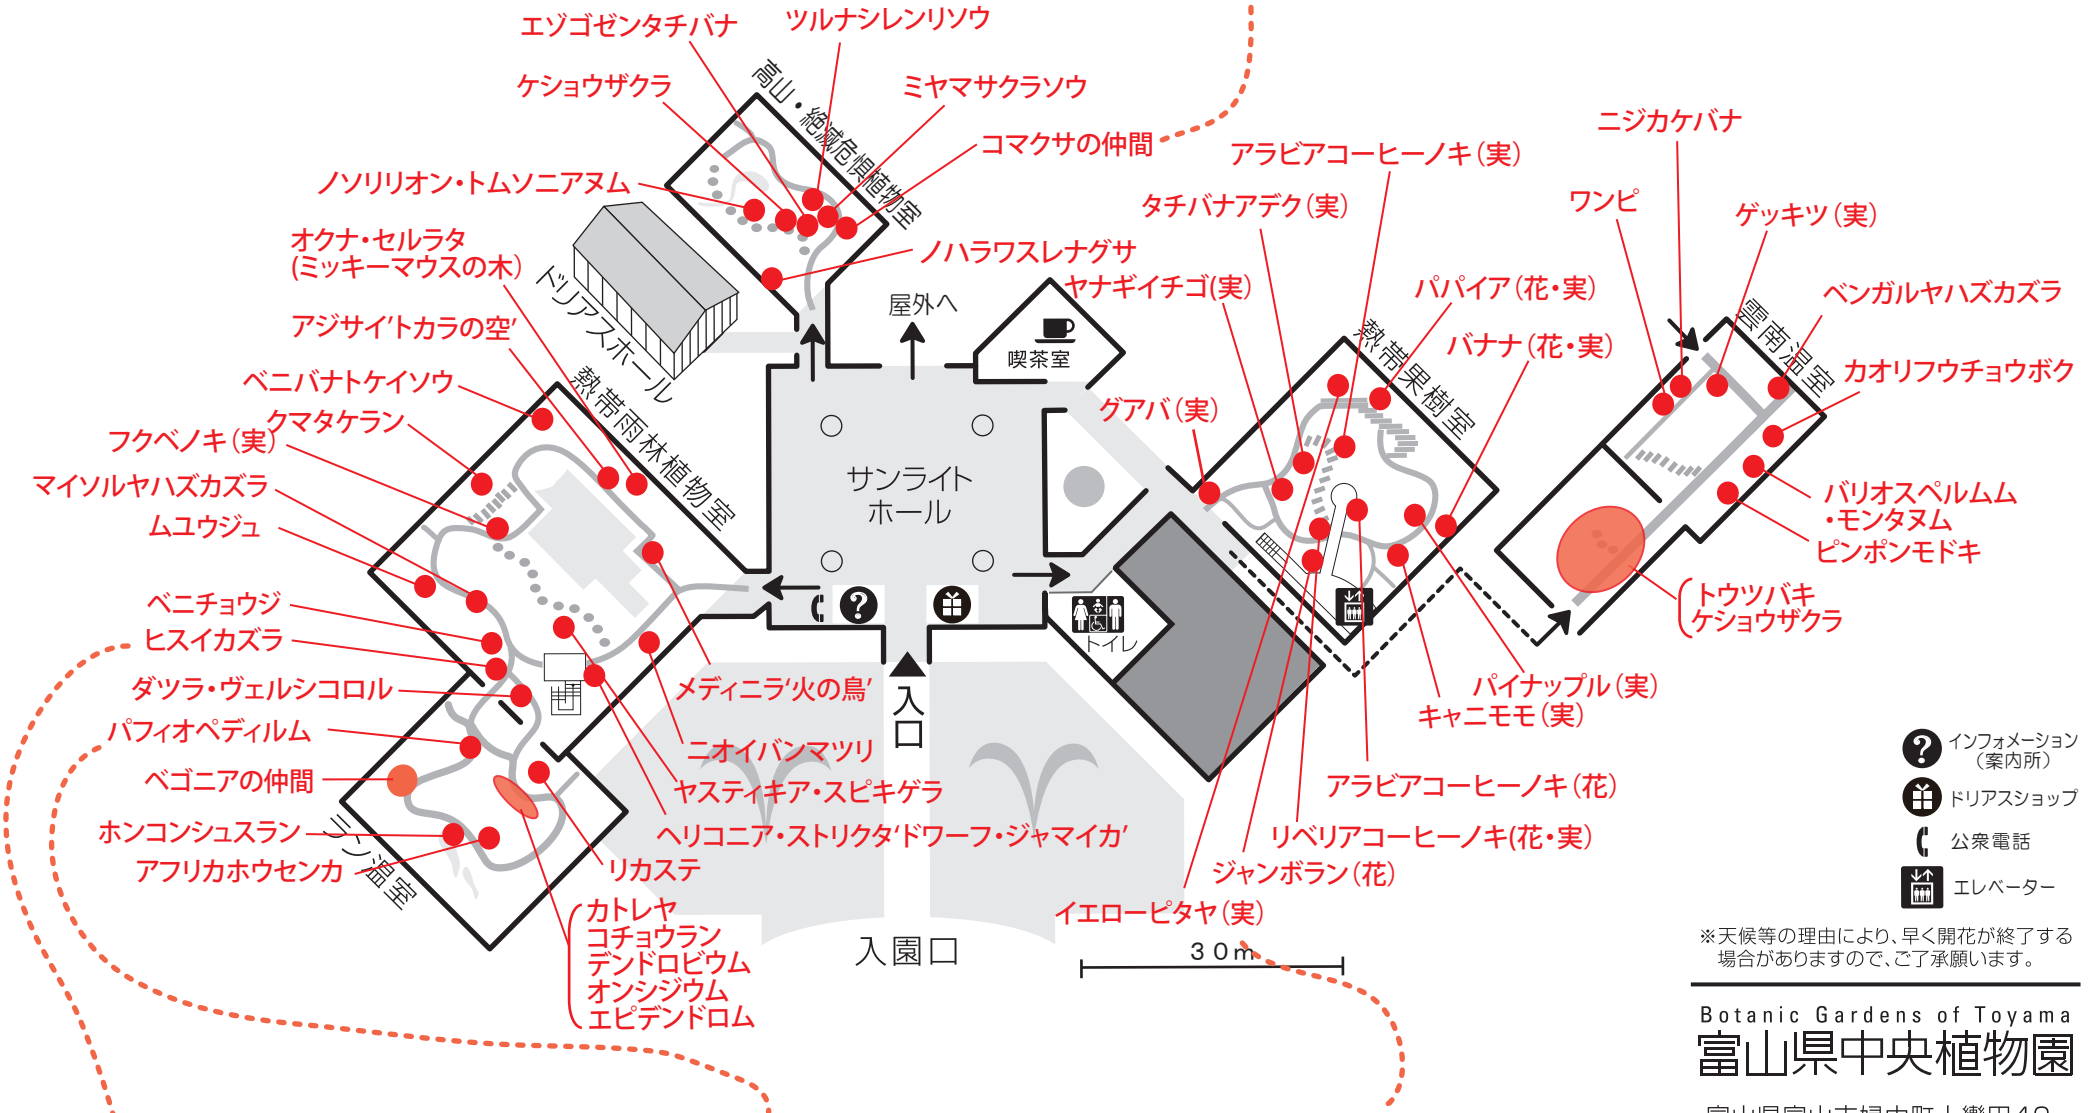 エゾゴゼンタチバナ
ツルナシレンリソウ
ケショウザクラ
ミヤマサクラソウ
コマクサの仲間
ノソリリオン・トムソニアヌム
高山・絶滅危惧植物室
オクナ・セルラタ
(ミッキーマウスの木)
ノハラワスレナグサ
ドリアスホール
アジサイ'トカラの空'
ベニバナトケイソウ
クマタケラン
フクベノキ(実)
マイソルヤハズカズラ
ムユウジュ
ベニチョウジ
ヒスイカズラ
ダツラ・ヴェルシコロル
パフィオペディルム
ベゴニアの仲間
ホンコンシュスラン
アフリカホウセンカ
熱帯雨林植物室
ラン温室
メディニラ'火の鳥'
ニオイバンマツリ
ヤスティキア・スピキゲラ
ヘリコニア・ストリクタ'ドワーフ・ジャマイカ'
リカステ
カトレヤ
コチョウラン
デンドロビウム
オンシジウム
エピデンドロム
屋外へ
喫茶室
サンライト
ホール
?
トイレ
入口
入園口
30m
アラビアコーヒーノキ(実)
タチバナアデク(実)
ヤナギイチゴ(実)
グアバ(実)
パパイア(花・実)
バナナ(花・実)
熱帯果樹室
パイナップル(実)
キャニモモ(実)
アラビアコーヒーノキ(花)
リベリアコーヒーノキ(花・実)
ジャンボラン(花)
イエローピタヤ(実)
ニジカケバナ
ワンピ
ゲッキツ(実)
ベンガルヤハズカズラ
雲南温室
カオリフウチョウボク
バリオスペルムム
・モンタヌム
ピンポンモドキ
トウツバキ
ケショウザクラ
?
インフォメーション
(案内所)
ドリアスショップ
公衆電話
エレベーター
※天候等の理由により、早く開花が終了する
場合がありますので、ご了承願います。
Botanic Gardens of Toyama
富山県中央植物園